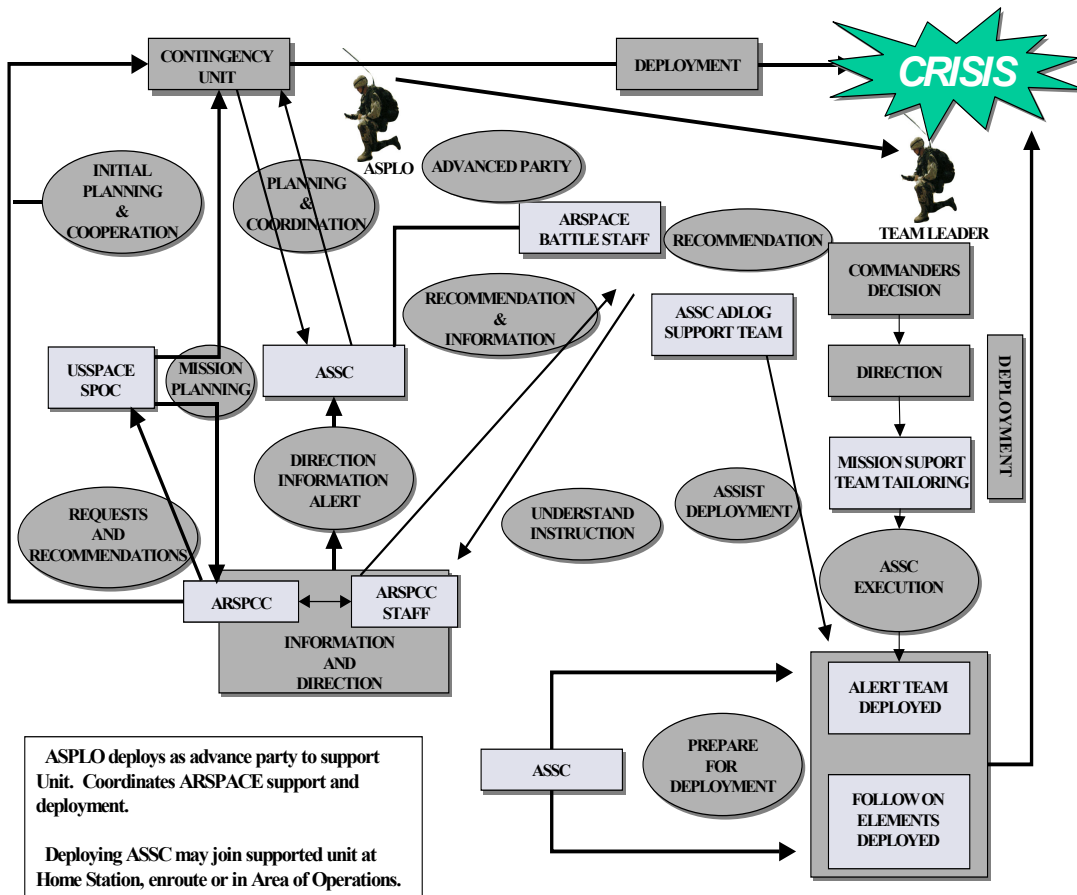 CONTINGENCY
UNIT
DEPLOYMENT
CRISIS
ASPLO
ADVANCED PARTY
INITIAL
PLANNING
&
COOPERATION
PLANNING
&
COORDINATION
ARSPACE
BATTLE STAFF
RECOMMENDATION
TEAM LEADER
COMMANDERS
DECISION
RECOMMENDATION
&
INFORMATION
ASSC ADLOG
SUPPORT TEAM
USSPACE
SPOC
MISSION
PLANNING
ASSC
DIRECTION
DEPLOYMENT
DIRECTION
INFORMATION
ALERT
MISSION SUPORT
TEAM TAILORING
REQUESTS
AND
RECOMMENDATIONS
UNDERSTAND
INSTRUCTION
ASSIST
DEPLOYMENT
ASSC
EXECUTION
ARSPCC
ARSPCC
STAFF
INFORMATION
AND
DIRECTION
ALERT TEAM
DEPLOYED
ASSC
PREPARE
FOR
DEPLOYMENT
FOLLOW ON
ELEMENTS
DEPLOYED
ASPLO deploys as advance party to support
Unit. Coordinates ARSPACE support and
deployment.
Deploying ASSC may join supported unit at
Home Station, enroute or in Area of Operations.